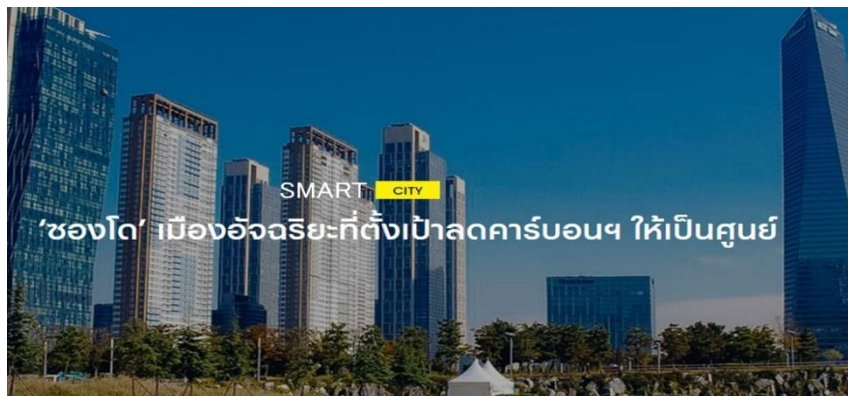 SMART CITY
‘ซองโด’ เมืองอัจฉริยะที่ตั้งเป้าลดคาร์บอนฯ ให้เป็นศูนย์